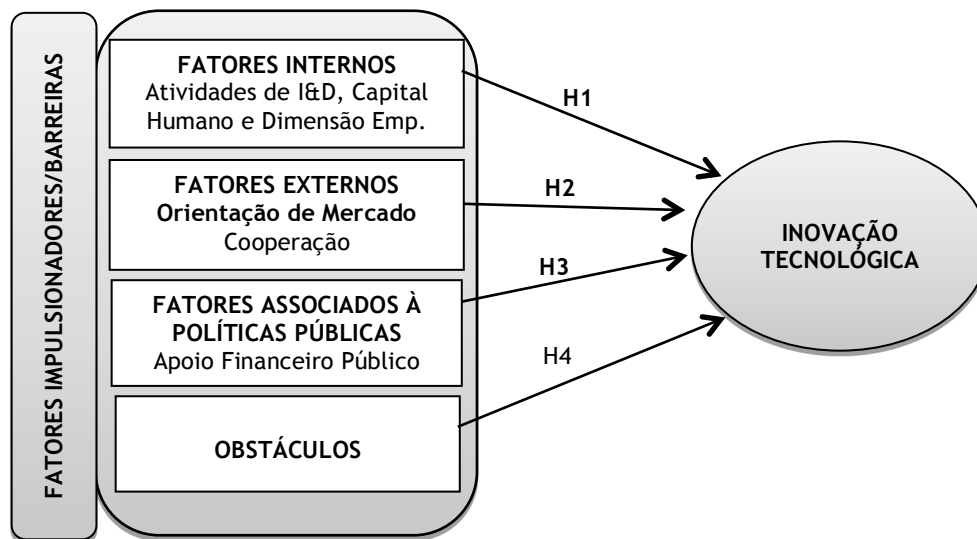 FATORES IMPULSIONADORES/BARREIRAS
FATORES INTERNOS
Atividades de I&D, Capital
Humano e Dimensão Emp.
FATORES EXTERNOS
Orientação de Mercado
Cooperação
FATORES ASSOCIADOS À
POLÍTICAS PÚBLICAS
Apoio Financeiro Público
OBSTÁCULOS
H1
H2
H3
H4
INOVAÇÃO
TECNOLÓGICA